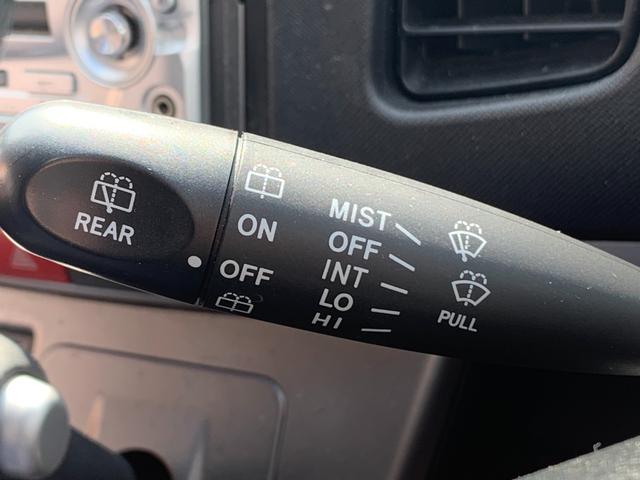 REAR
ON
OFF
MIST
OFF
INT
LO
HI
PULL